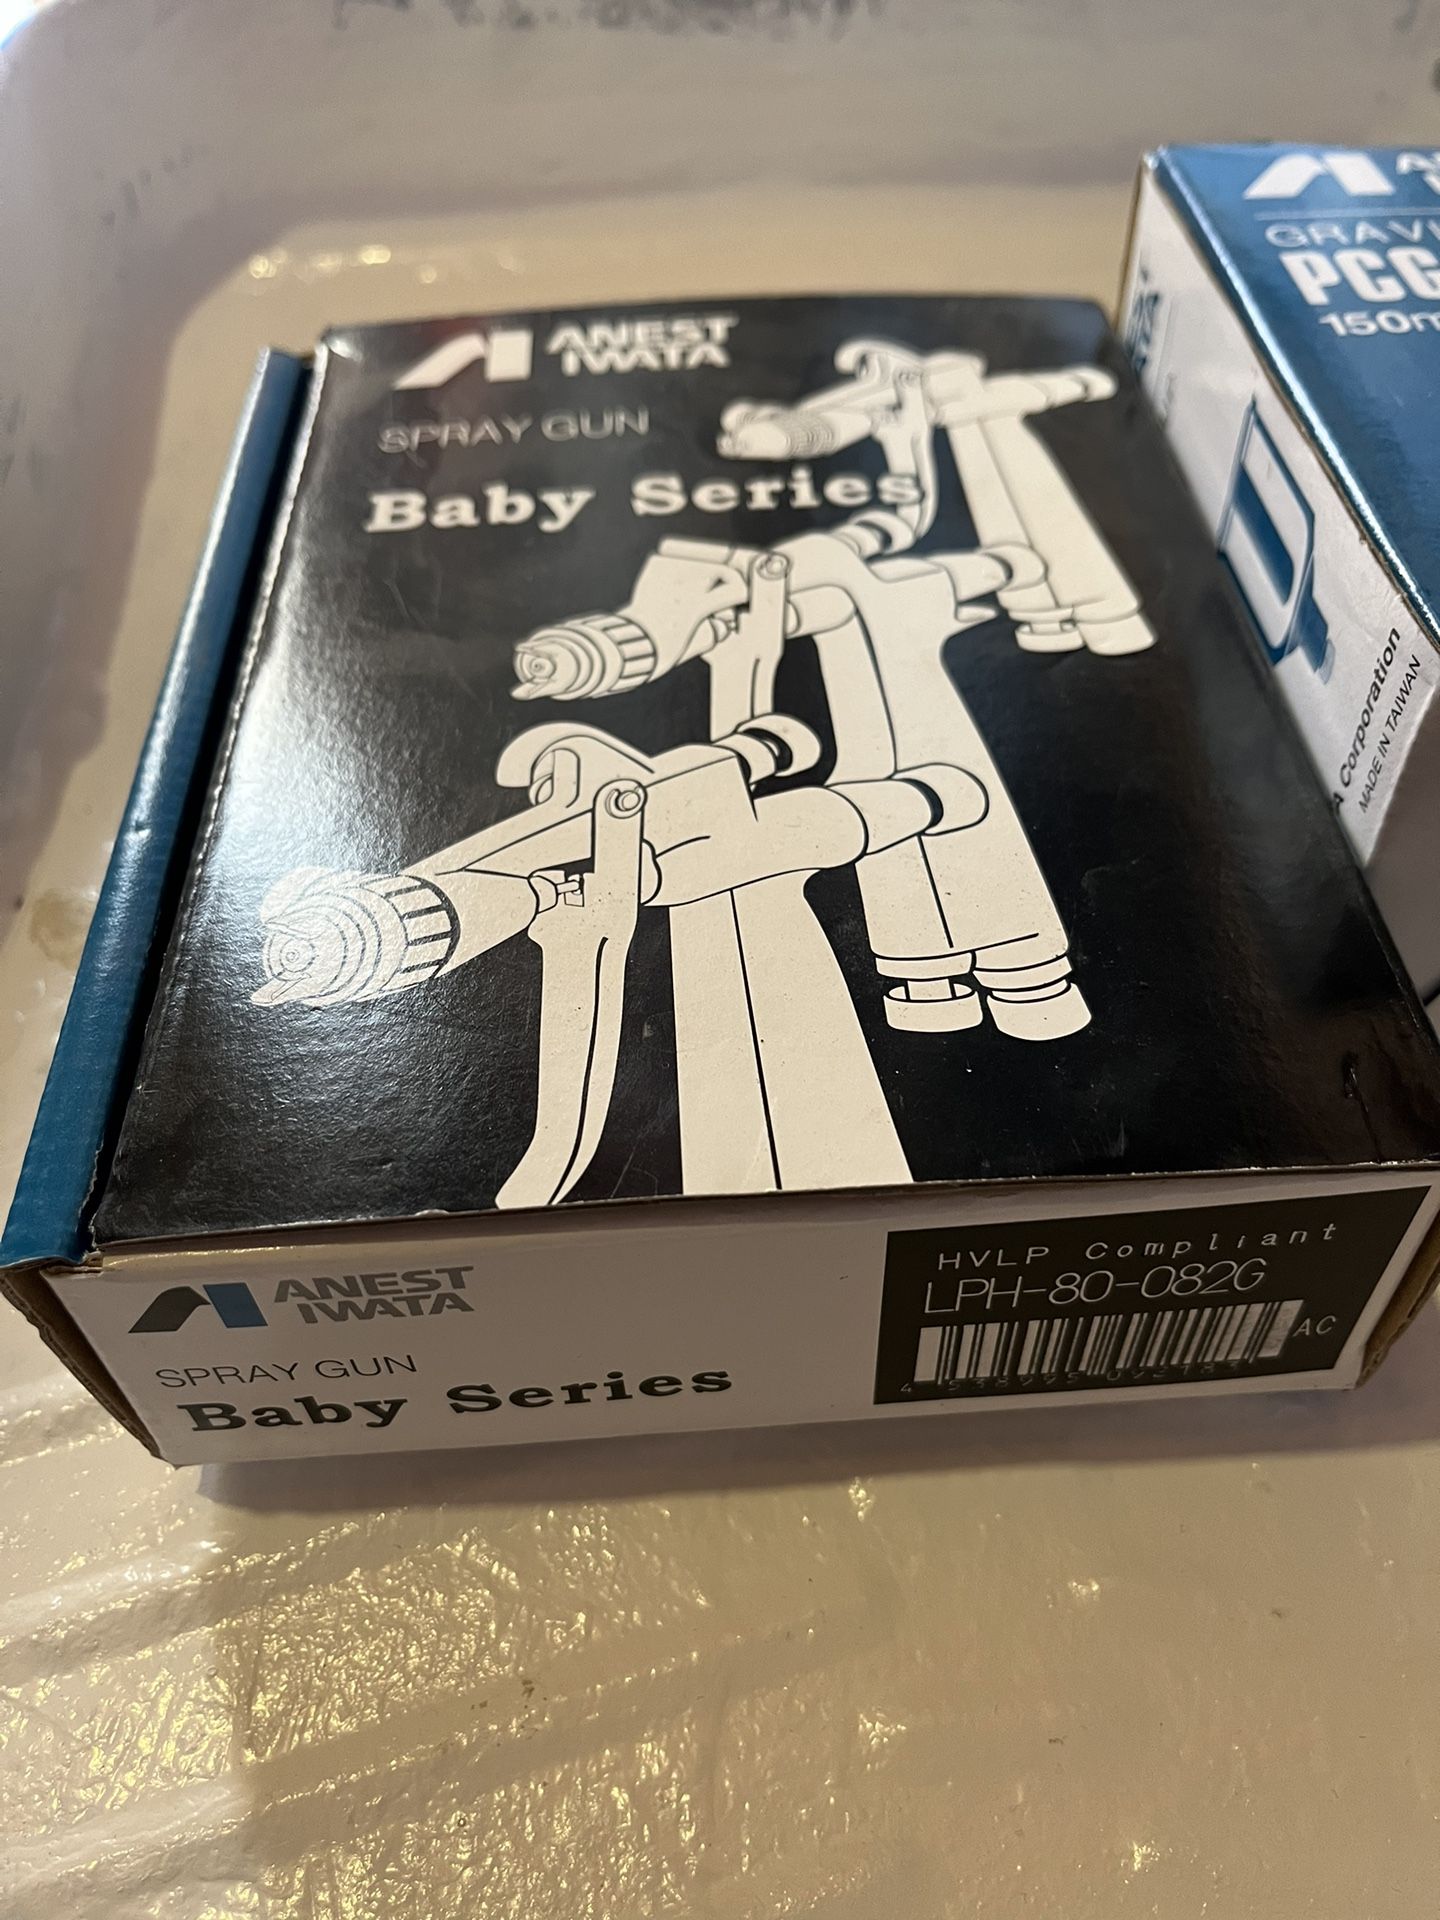 ANEST
IWATA
SPRAY GUN
Baby Series
ANEST
IWATA
SPRAY GUN
Baby Series
HVLP Compliant
LPH-80-082G
AC
150m
Corporation
MADE IN TAIWAN